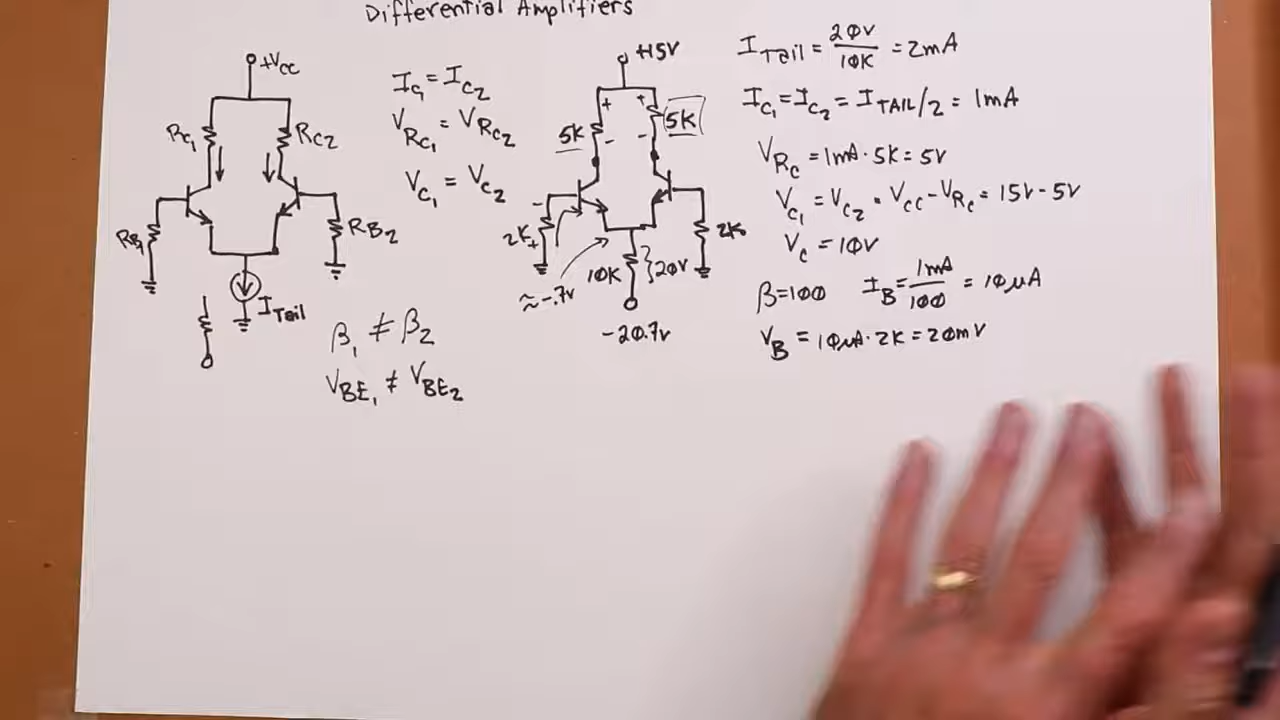 Differential Amplifiers
+Vcc
RC1
RC2
RB1
RB2
ITail
IC1 = IC2
VRC1 = VRC2
VC1 = VC2
β1 ≠ β2
VBE1 ≠ VBE2
+15V
+ +
5K
5K
- -
-
2K
+
2K
10K
20V
≈-.7V
-20.7V
ITail = 20V/10K = 2mA
IC1 = IC2 = ITAIL/2 = 1mA
VRC = 1mA · 5K = 5V
VC1 = VC2 = VCC - VRC = 15V - 5V
VC = 10V
β=100 IB = 1mA/100 = 10µA
VB = 10µA · 2K = 20mV